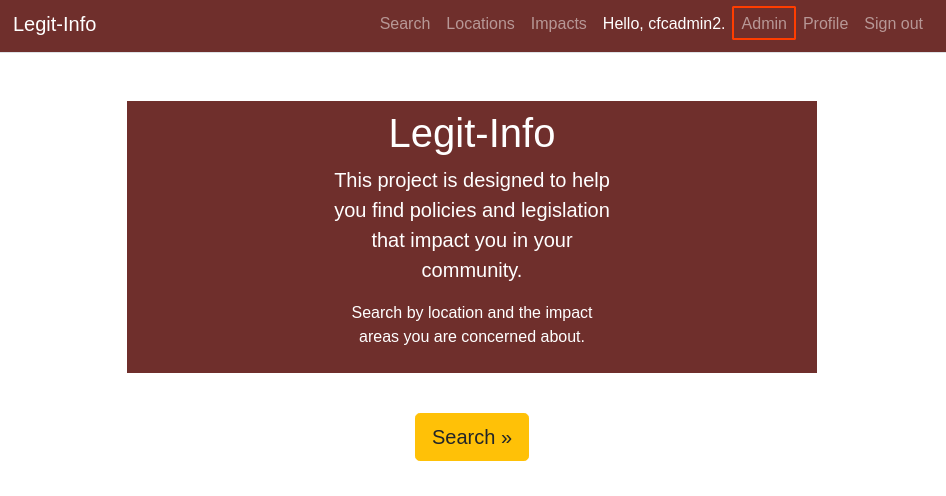 Legit-Info Search Locations Impacts Hello, cfcadmin2. Admin Profile Sign out
Legit-Info
This project is designed to help
you find policies and legislation
that impact you in your
community.
Search by location and the impact
areas you are concerned about.
Search »